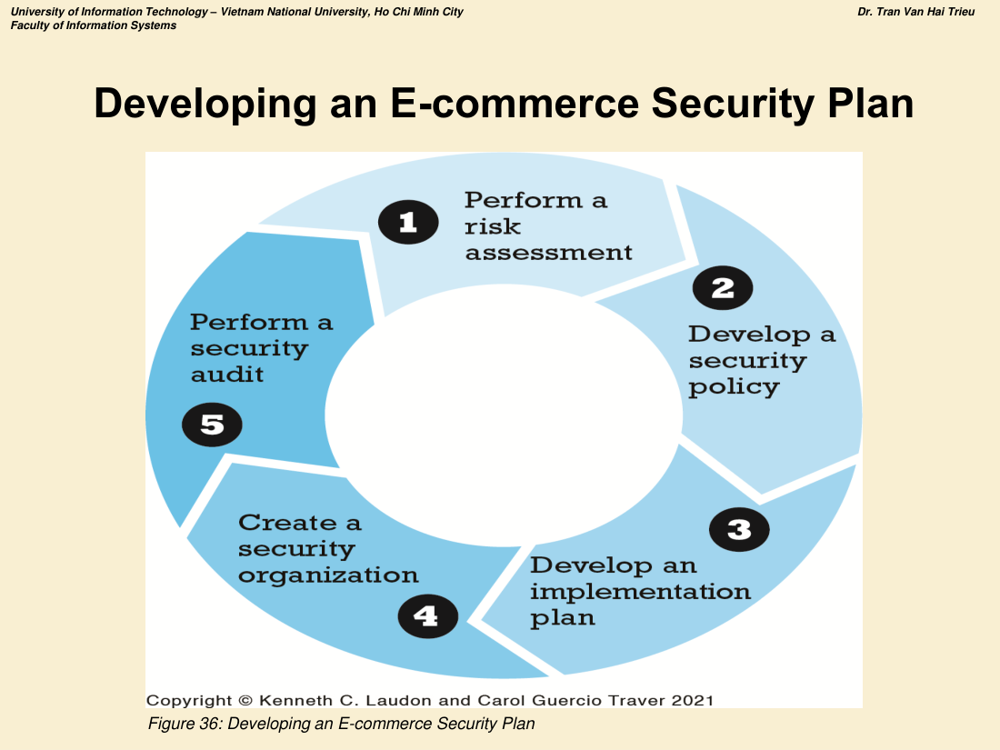 University of Information Technology – Vietnam National University, Ho Chi Minh City
Faculty of Information Systems
Dr. Tran Van Hai Trieu
Developing an E-commerce Security Plan
1
Perform a
risk
assessment
2
Develop a
security
policy
3
Develop an
implementation
plan
4
Create a
security
organization
5
Perform a
security
audit
Copyright © Kenneth C. Laudon and Carol Guercio Traver 2021
Figure 36: Developing an E-commerce Security Plan